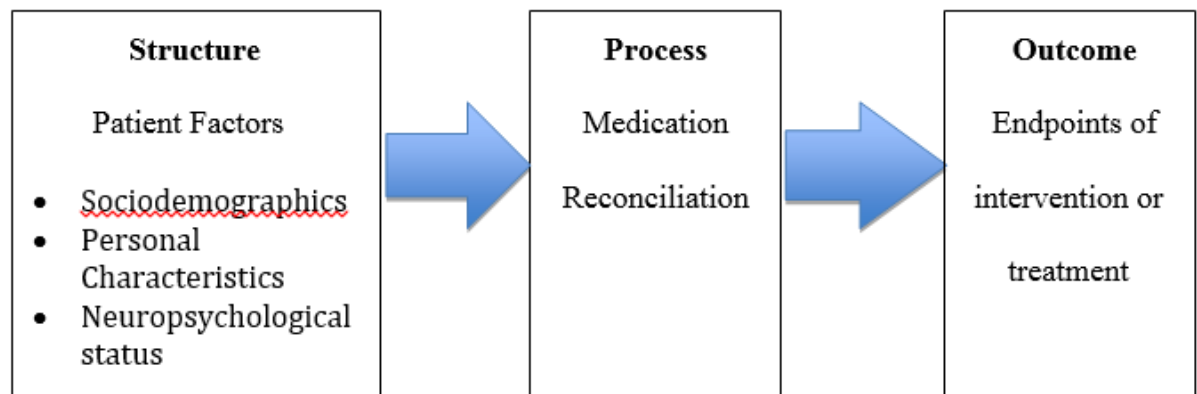 Structure
Patient Factors
• Sociodemographics
• Personal
Characteristics
• Neuropsychological
status
Process
Medication
Reconciliation
Outcome
Endpoints of
intervention or
treatment